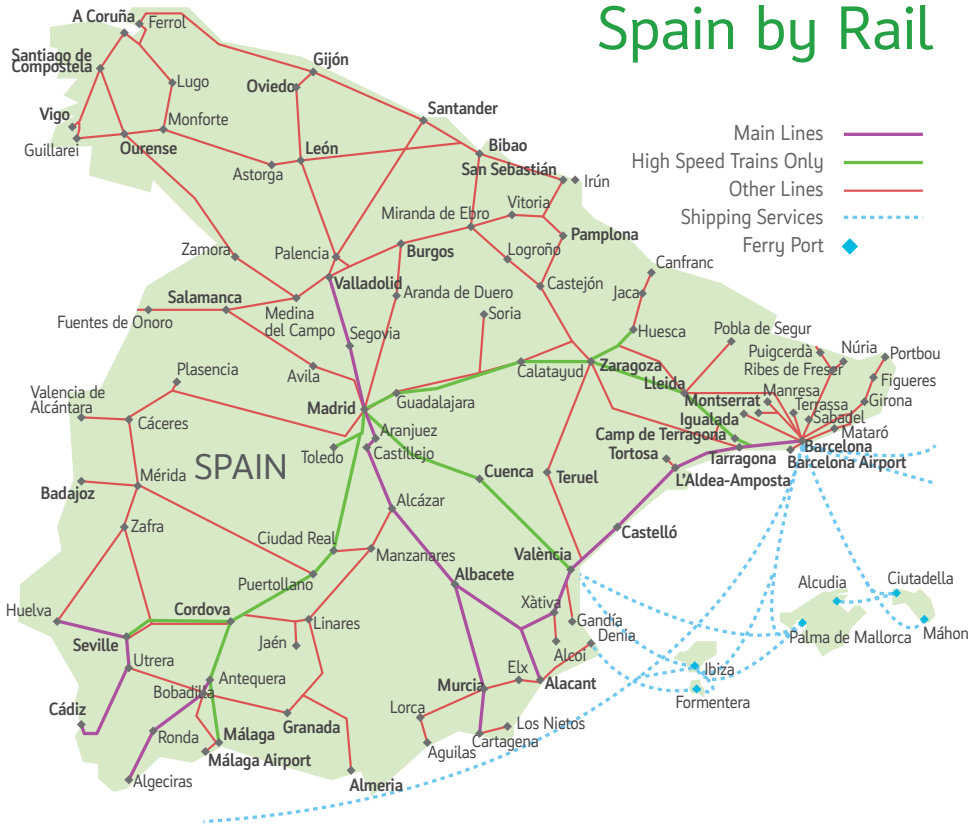 Spain by Rail
Main Lines
High Speed Trains Only
Other Lines
Shipping Services
Ferry Port
A Coruña
Ferrol
Santiago de
Compostela
Lugo
Gijón
Oviedo
Vigo
Monforte
Guillarei
Ourense
Astorga
León
Santander
Bibao
San Sebastián
Irún
Vitoria
Miranda de Ebro
Pamplona
Logroño
Zamora
Palencia
Burgos
Castejón
Canfranc
Jaca
Valladolid
Aranda de Duero
Salamanca
Fuentes de Onoro
Medina
del Campo
Soria
Segovia
Huesca
Pobla de Segur
Puigcerdà
Núria
Portbou
Ribes de Freser
Avila
Plasencia
Calatayud
Zaragoza
Lleida
Figueres
Manresa
Montserrat
Terrassa
Girona
Valencia de
Alcántara
Cáceres
Madrid
Guadalajara
Igualada
Sabadel
Mataró
Aranjuez
Camp de Terragona
Barcelona
Toledo
Castillejo
Tortosa
Tarragona
Barcelona Airport
SPAIN
Mérida
Cuenca
Teruel
L'Aldea-Amposta
Badajoz
Alcázar
Zafra
Castelló
Ciudad Real
Manzanares
València
Puertollano
Albacete
Alcudia
Ciutadella
Huelva
Cordova
Xàtiva
Linares
Gandía
Denia
Palma de Mallorca
Máhon
Seville
Jaén
Alcoi
Utrera
Elx
Ibiza
Antequera
Bobadilla
Murcia
Alacant
Formentera
Cádiz
Lorca
Granada
Los Nietos
Ronda
Málaga
Cartagena
Málaga Airport
Aguilas
Algeciras
Almeria